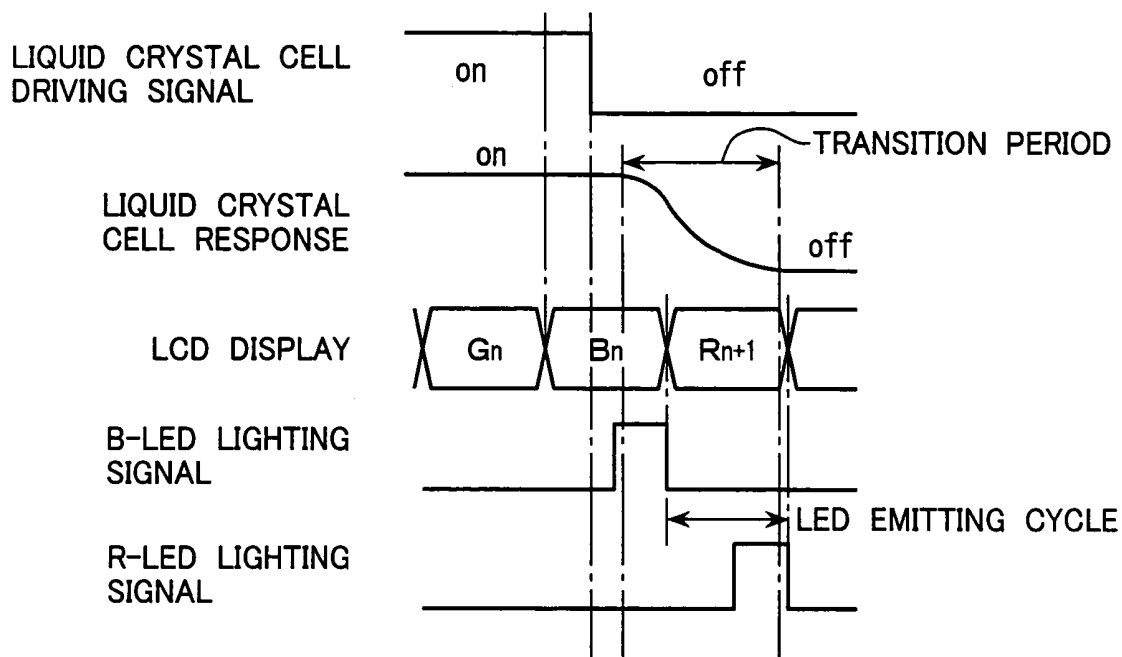 LIQUID CRYSTAL CELL
DRIVING SIGNAL
on
off
TRANSITION PERIOD
on
LIQUID CRYSTAL
CELL RESPONSE
off
LCD DISPLAY
Gn
Bn
Rn+1
B-LED LIGHTING
SIGNAL
LED EMITTING CYCLE
R-LED LIGHTING
SIGNAL